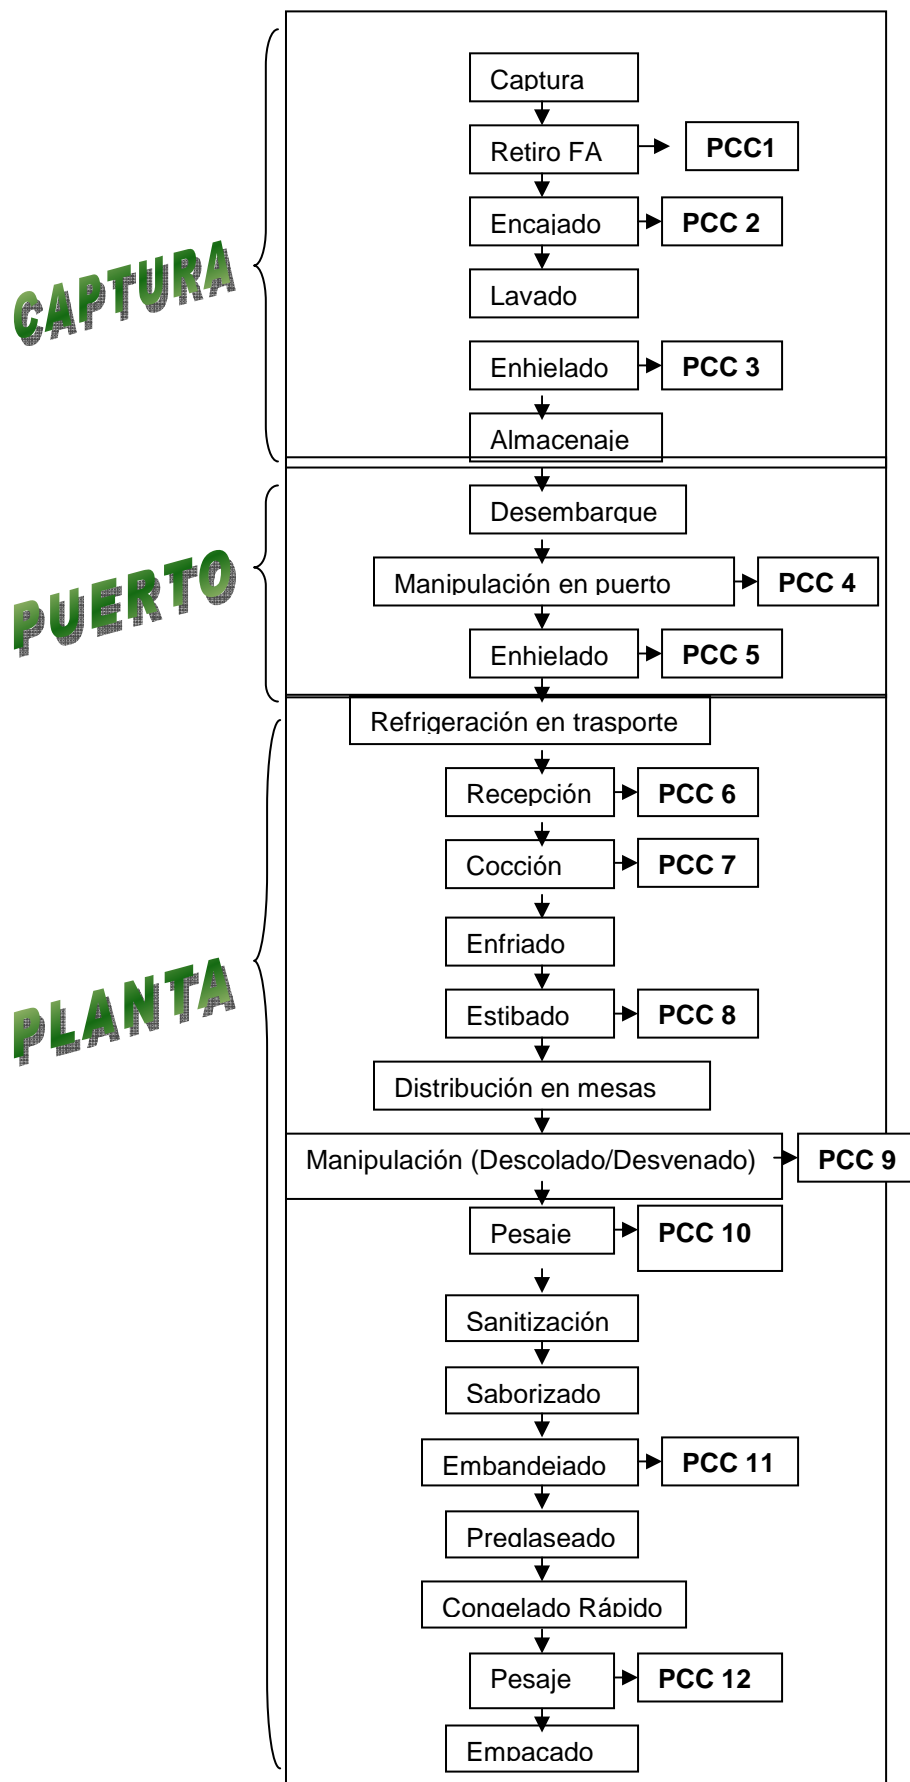 CAPTURA
Captura
Retiro FA
PCC1
Encajado
PCC 2
Lavado
Enhielado
PCC 3
Almacenaje
PUERTO
Desembarque
Manipulación en puerto
PCC 4
Enhielado
PCC 5
PLANTA
Refrigeración en trasporte
Recepción
PCC 6
Cocción
PCC 7
Enfriado
Estibado
PCC 8
Distribución en mesas
Manipulación (Descolado/Desvenado)
PCC 9
Pesaje
PCC 10
Sanitización
Saborizado
Embandejado
PCC 11
Preglaseado
Congelado Rápido
Pesaje
PCC 12
Empacado